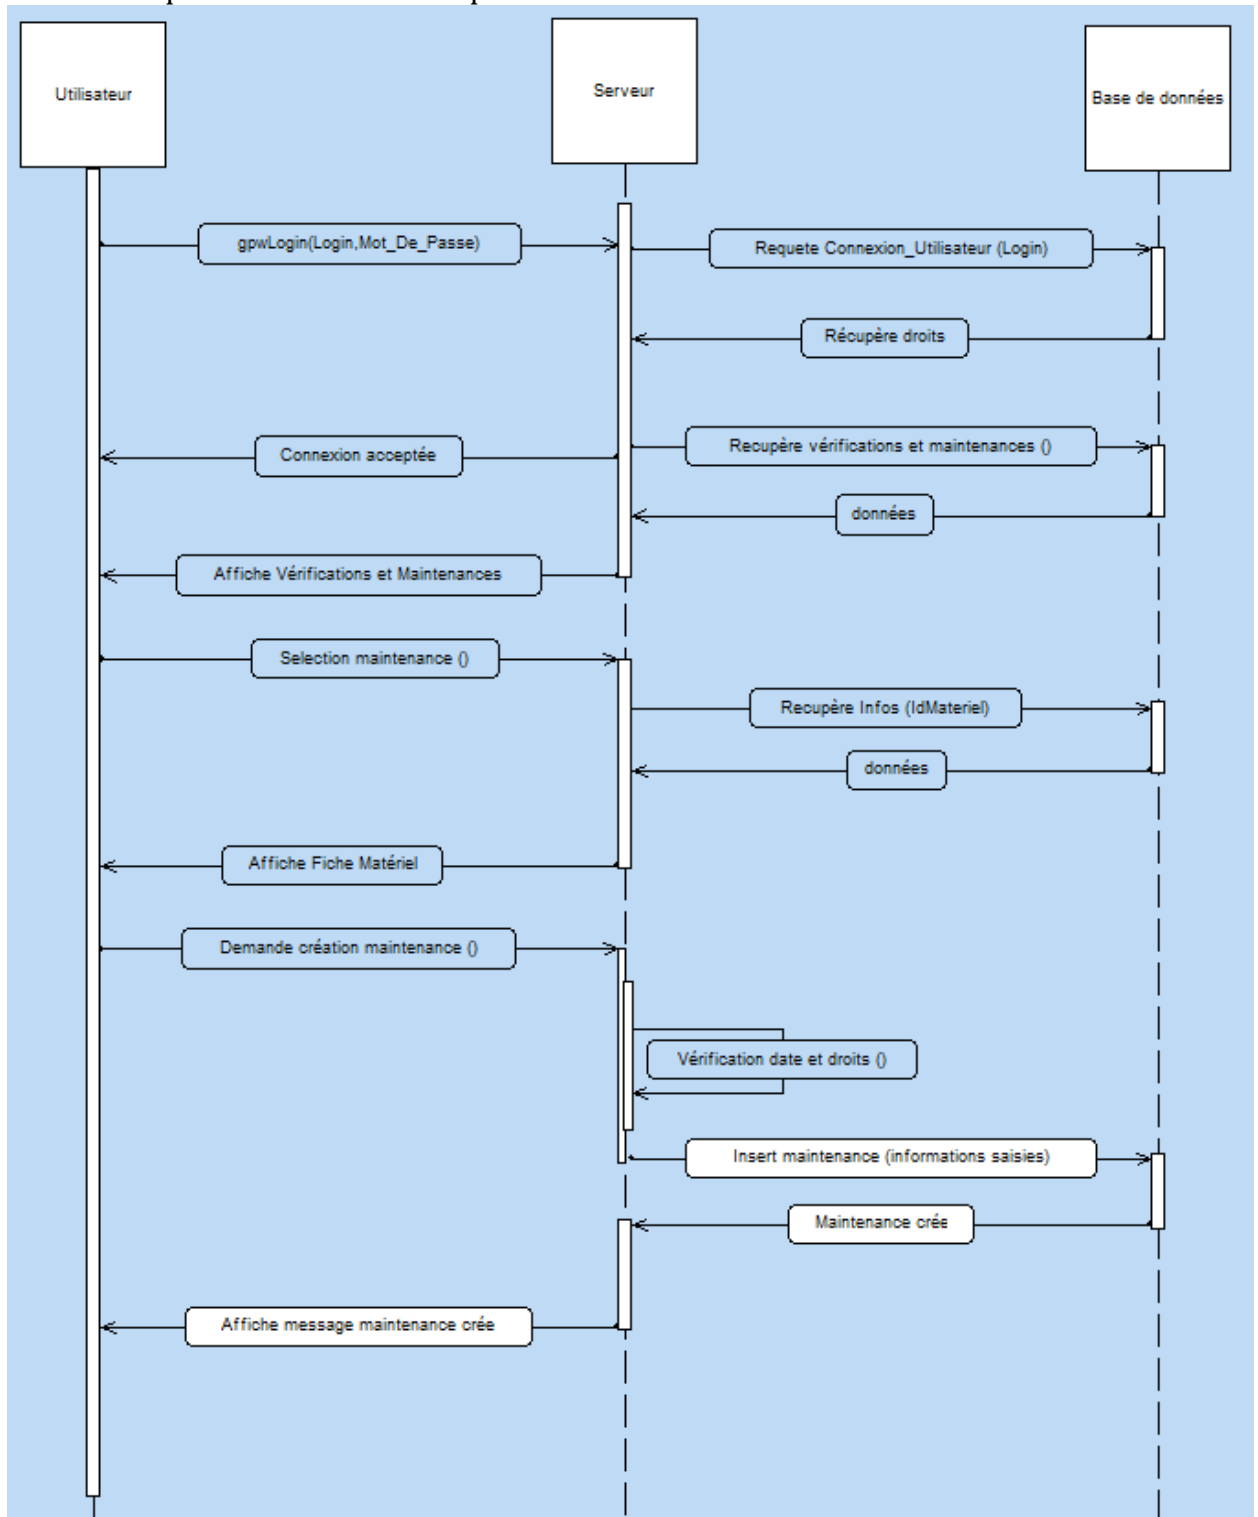 Utilisateur
Serveur
Base de données
gpwLogin(Login,Mot_De_Passe)
Requete Connexion_Utilisateur (Login)
Récupère droits
Recupère vérifications et maintenances ()
Connexion acceptée
données
Affiche Vérifications et Maintenances
Selection maintenance ()
Recupère Infos (IdMateriel)
données
Affiche Fiche Matériel
Demande création maintenance ()
Vérification date et droits ()
Insert maintenance (informations saisies)
Maintenance crée
Affiche message maintenance crée